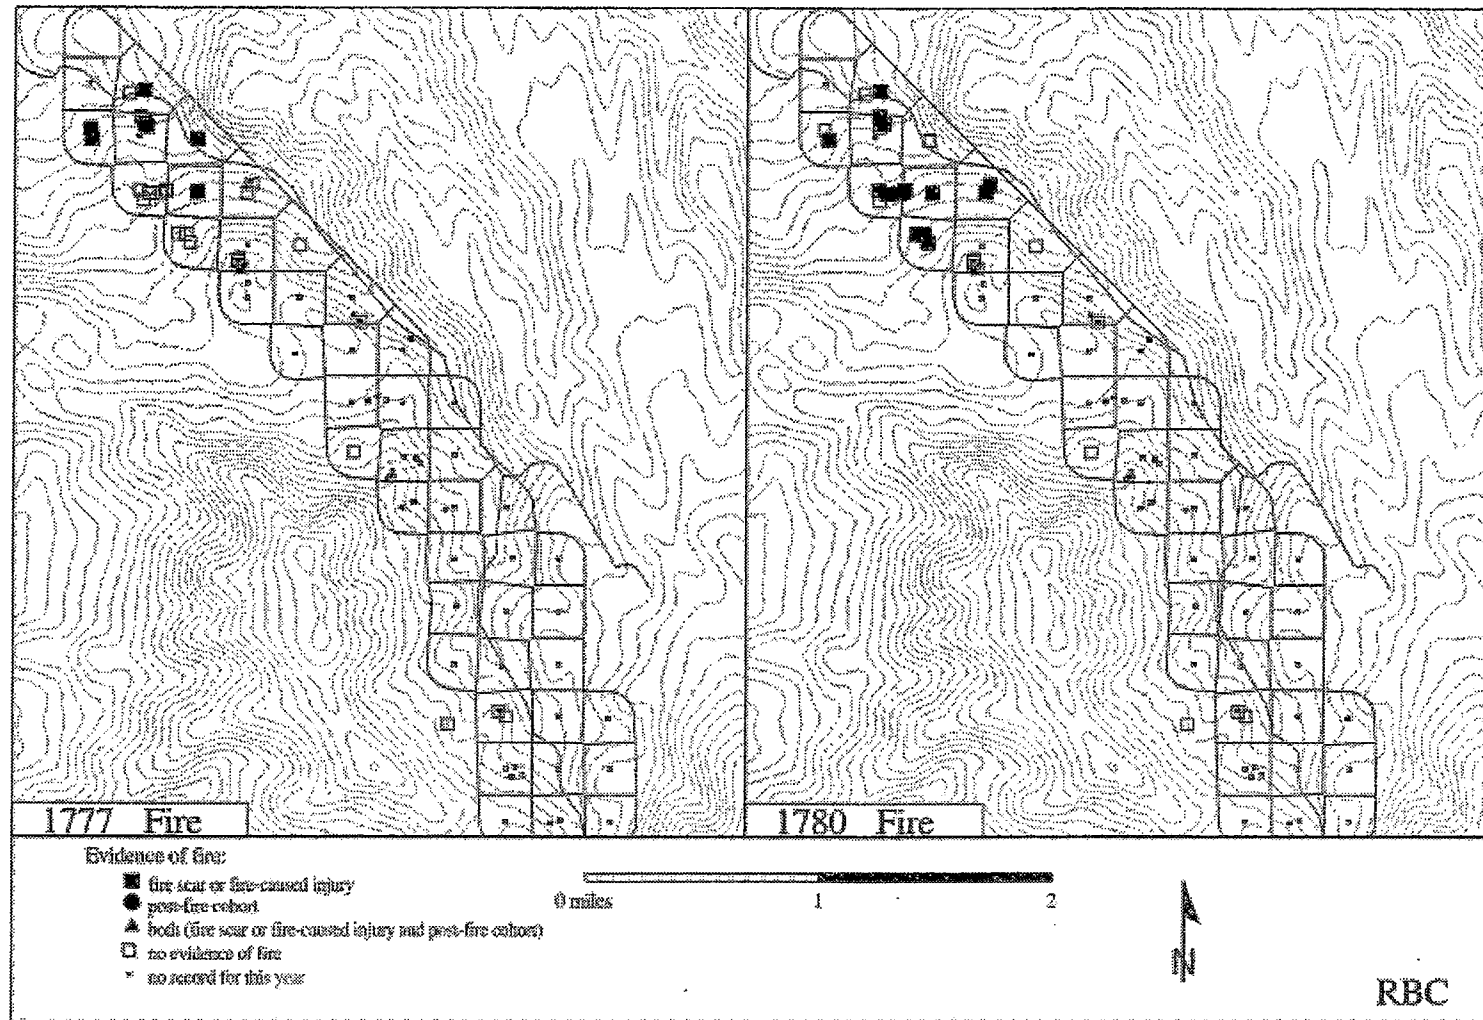 1777 Fire
1780 Fire
Evidence of fire:
fire scar or fire-caused injury
post-fire cohort
both (fire scar or fire-caused injury and post-fire cohort)
no evidence of fire
no record for this year
0 miles 1 2
N
RBC